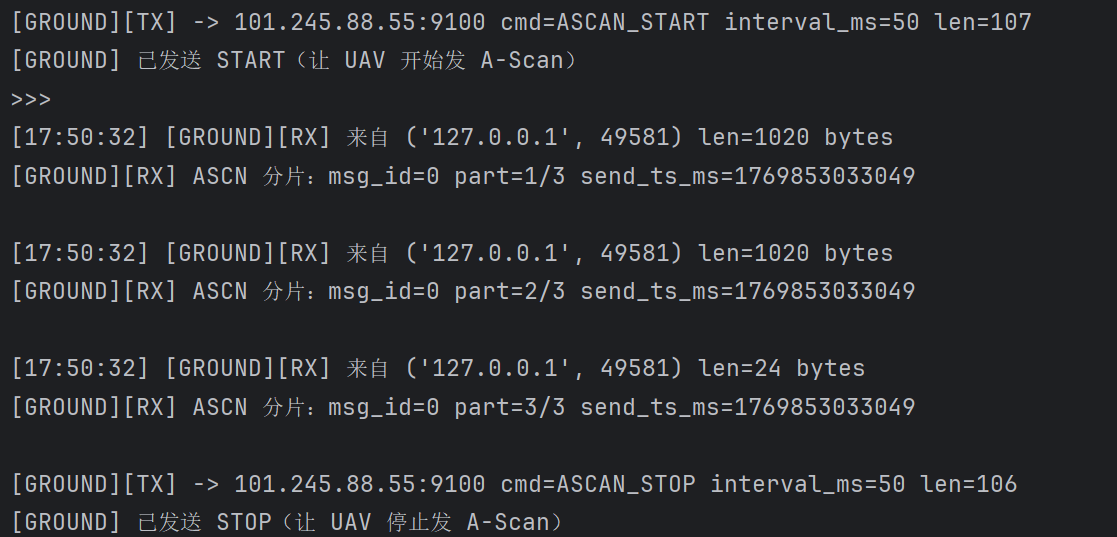 [GROUND][TX] -> 101.245.88.55:9100 cmd=ASCAN_START interval_ms=50 len=107
[GROUND] 已发送 START（让 UAV 开始发 A-Scan）
>>>
[17:50:32] [GROUND][RX] 来自 ('127.0.0.1', 49581) len=1020 bytes
[GROUND][RX] ASCN 分片：msg_id=0 part=1/3 send_ts_ms=1769853033049
[17:50:32] [GROUND][RX] 来自 ('127.0.0.1', 49581) len=1020 bytes
[GROUND][RX] ASCN 分片：msg_id=0 part=2/3 send_ts_ms=1769853033049
[17:50:32] [GROUND][RX] 来自 ('127.0.0.1', 49581) len=24 bytes
[GROUND][RX] ASCN 分片：msg_id=0 part=3/3 send_ts_ms=1769853033049
[GROUND][TX] -> 101.245.88.55:9100 cmd=ASCAN_STOP interval_ms=50 len=106
[GROUND] 已发送 STOP（让 UAV 停止发 A-Scan）